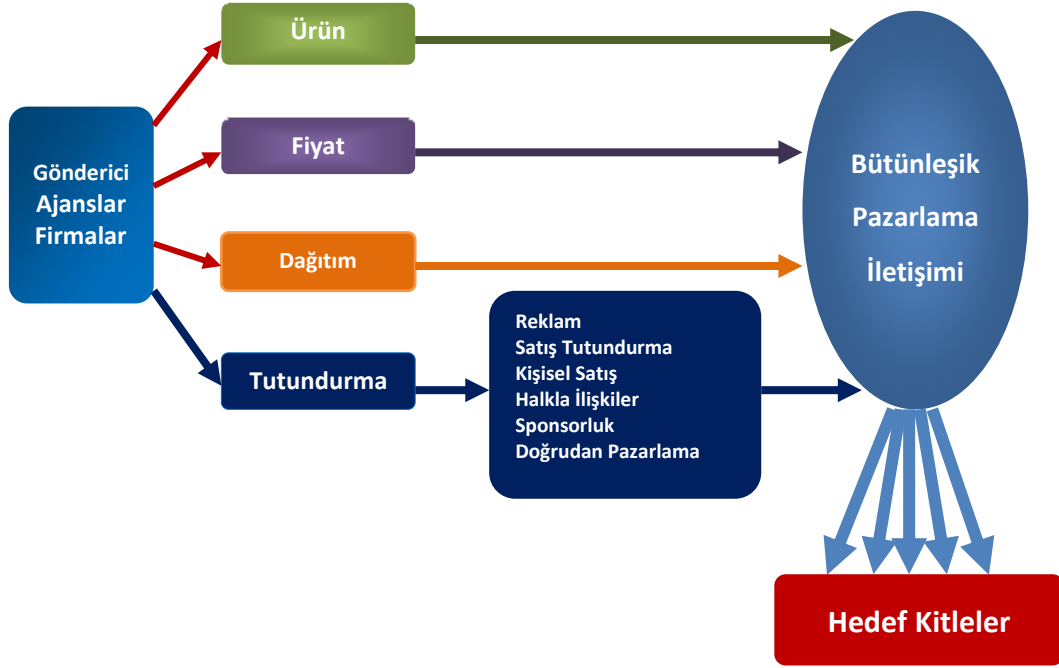 Gönderici
Ajanslar
Firmalar
Ürün
Fiyat
Dağıtım
Tutundurma
Reklam
Satış Tutundurma
Kişisel Satış
Halkla İlişkiler
Sponsorluk
Doğrudan Pazarlama
Bütünleşik
Pazarlama
İletişimi
Hedef Kitleler